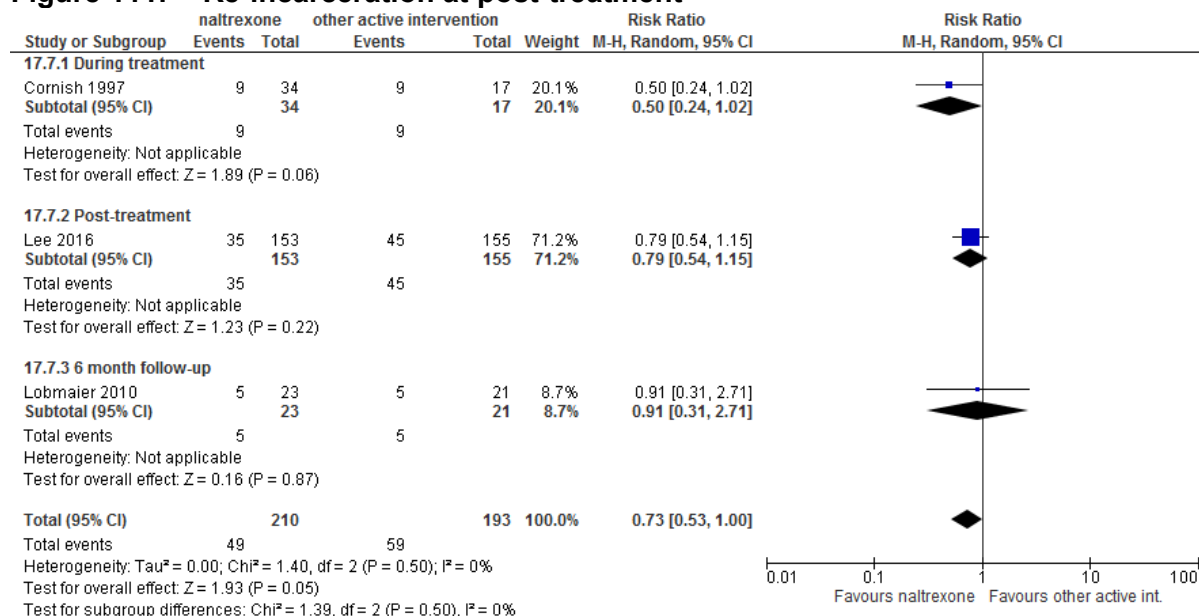 naltrexone other active intervention Risk Ratio Risk Ratio
Study or Subgroup Events Total Events Total Weight M-H, Random, 95% CI M-H, Random, 95% CI
17.7.1 During treatment
Cornish 1997 9 34 9 17 20.1% 0.50 [0.24, 1.02]
Subtotal (95% CI) 34 17 20.1% 0.50 [0.24, 1.02]
Total events 9 9
Heterogeneity: Not applicable
Test for overall effect: Z = 1.89 (P = 0.06)
17.7.2 Post-treatment
Lee 2016 35 153 45 155 71.2% 0.79 [0.54, 1.15]
Subtotal (95% CI) 153 155 71.2% 0.79 [0.54, 1.15]
Total events 35 45
Heterogeneity: Not applicable
Test for overall effect: Z = 1.23 (P = 0.22)
17.7.3 6 month follow-up
Lobmaier 2010 5 23 5 21 8.7% 0.91 [0.31, 2.71]
Subtotal (95% CI) 23 21 8.7% 0.91 [0.31, 2.71]
Total events 5 5
Heterogeneity: Not applicable
Test for overall effect: Z = 0.16 (P = 0.87)
Total (95% CI) 210 193 100.0% 0.73 [0.53, 1.00]
Total events 49 59
Heterogeneity: Tau² = 0.00; Chi² = 1.40, df = 2 (P = 0.50); I² = 0%
Test for overall effect: Z = 1.93 (P = 0.05)
Test for subgroup differences: Chi² = 1.39, df = 2 (P = 0.50), I² = 0%
0.01 0.1 1 10 100
Favours naltrexone Favours other active int.